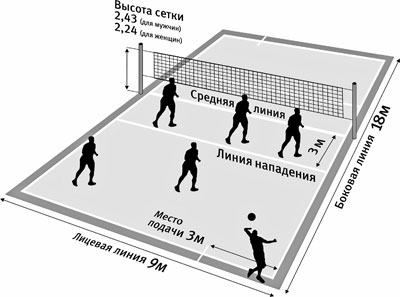 Высота сетки
2,43 (для мужчин)
2,24 (для женщин)
Средняя линия
3м
Линия нападения
Место
подачи 3м
Лицевая линия 9м
Боковая линия 18м